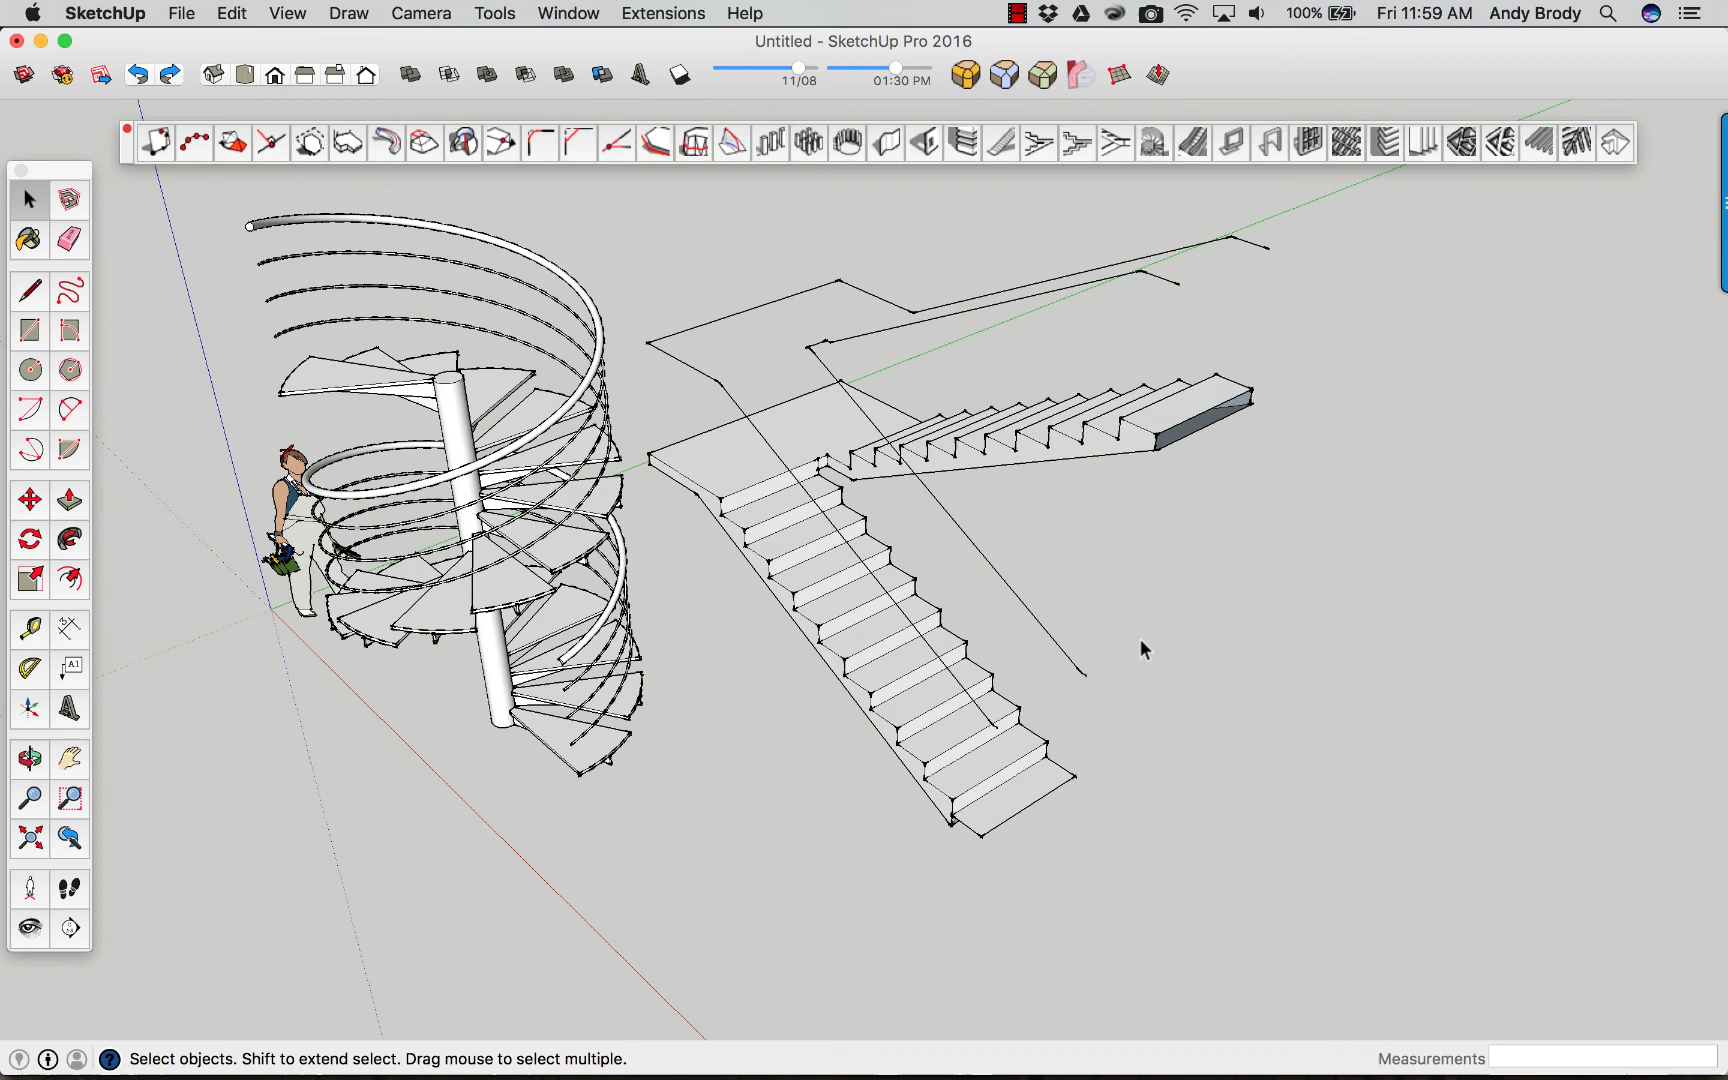 SketchUp File Edit View Draw Camera Tools Window Extensions Help 100% Fri 11:59 AM Andy Brody
Untitled - SketchUp Pro 2016
11/08 01:30 PM
A1
Select objects. Shift to extend select. Drag mouse to select multiple.
Measurements